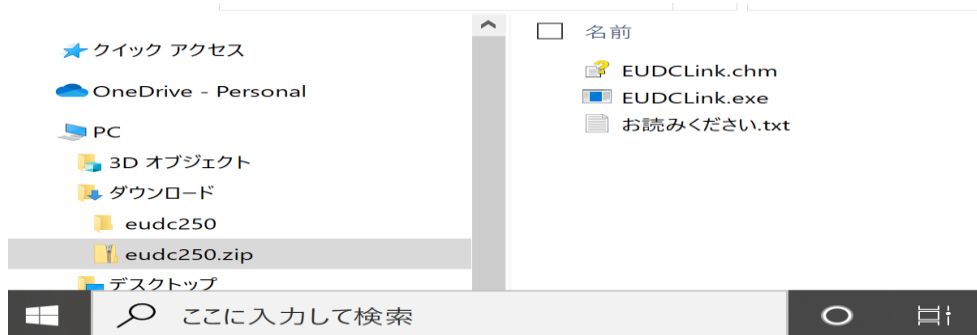 クイック アクセス
OneDrive - Personal
PC
3D オブジェクト
ダウンロード
eudc250
eudc250.zip
デスクトップ
名前
EUDCLink.chm
EUDCLink.exe
お読みください.txt
ここに入力して検索